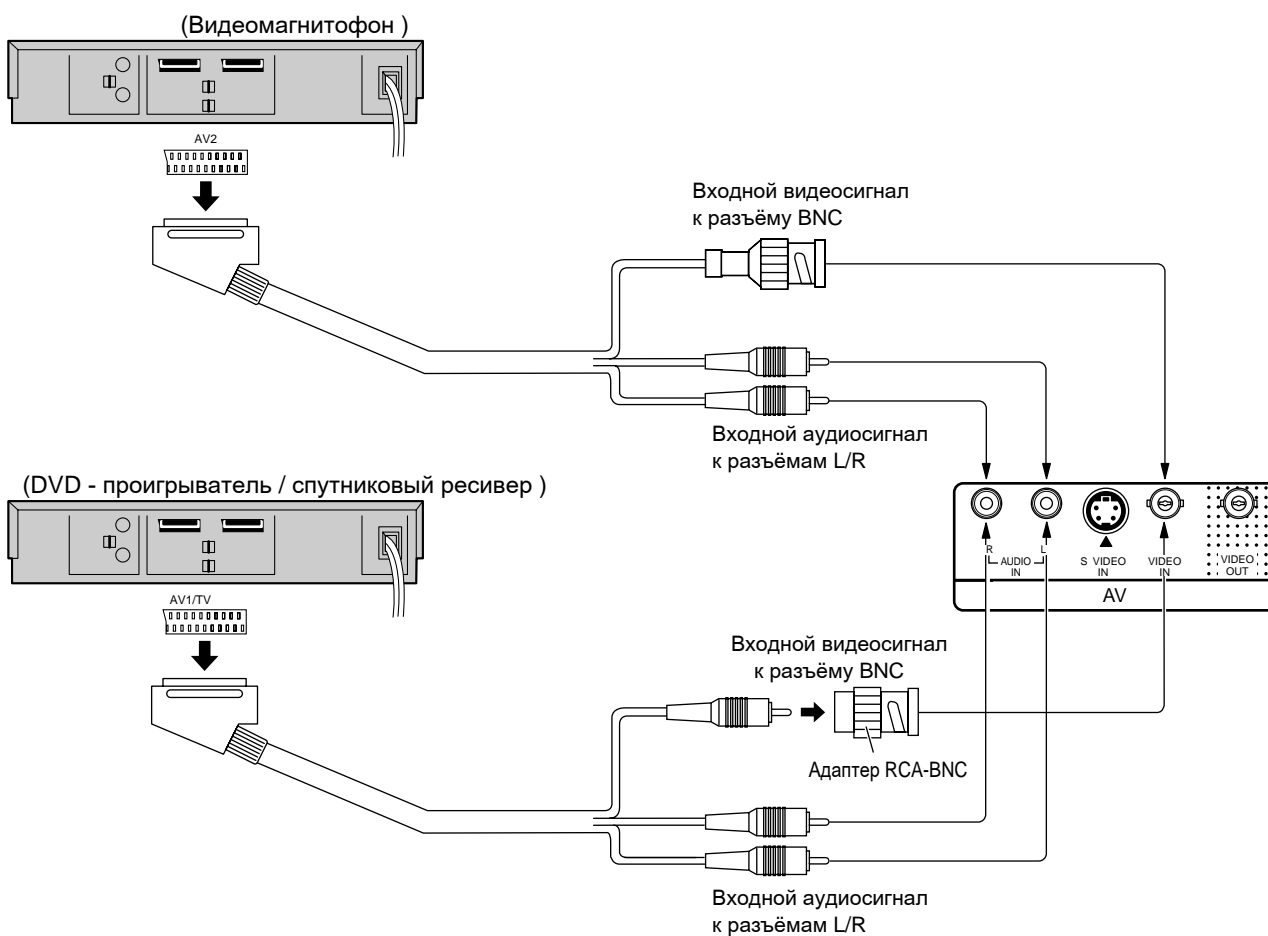 (Видеомагнитофон )
AV2
Входной видеосигнал
к разъёму BNC
Входной аудиосигнал
к разъёмам L/R
(DVD - проигрыватель / спутниковый ресивер )
AV1/TV
R
L
AUDIO
IN
S VIDEO
IN
VIDEO
IN
VIDEO
OUT
AV
Входной видеосигнал
к разъёму BNC
Адаптер RCA-BNC
Входной аудиосигнал
к разъёмам L/R